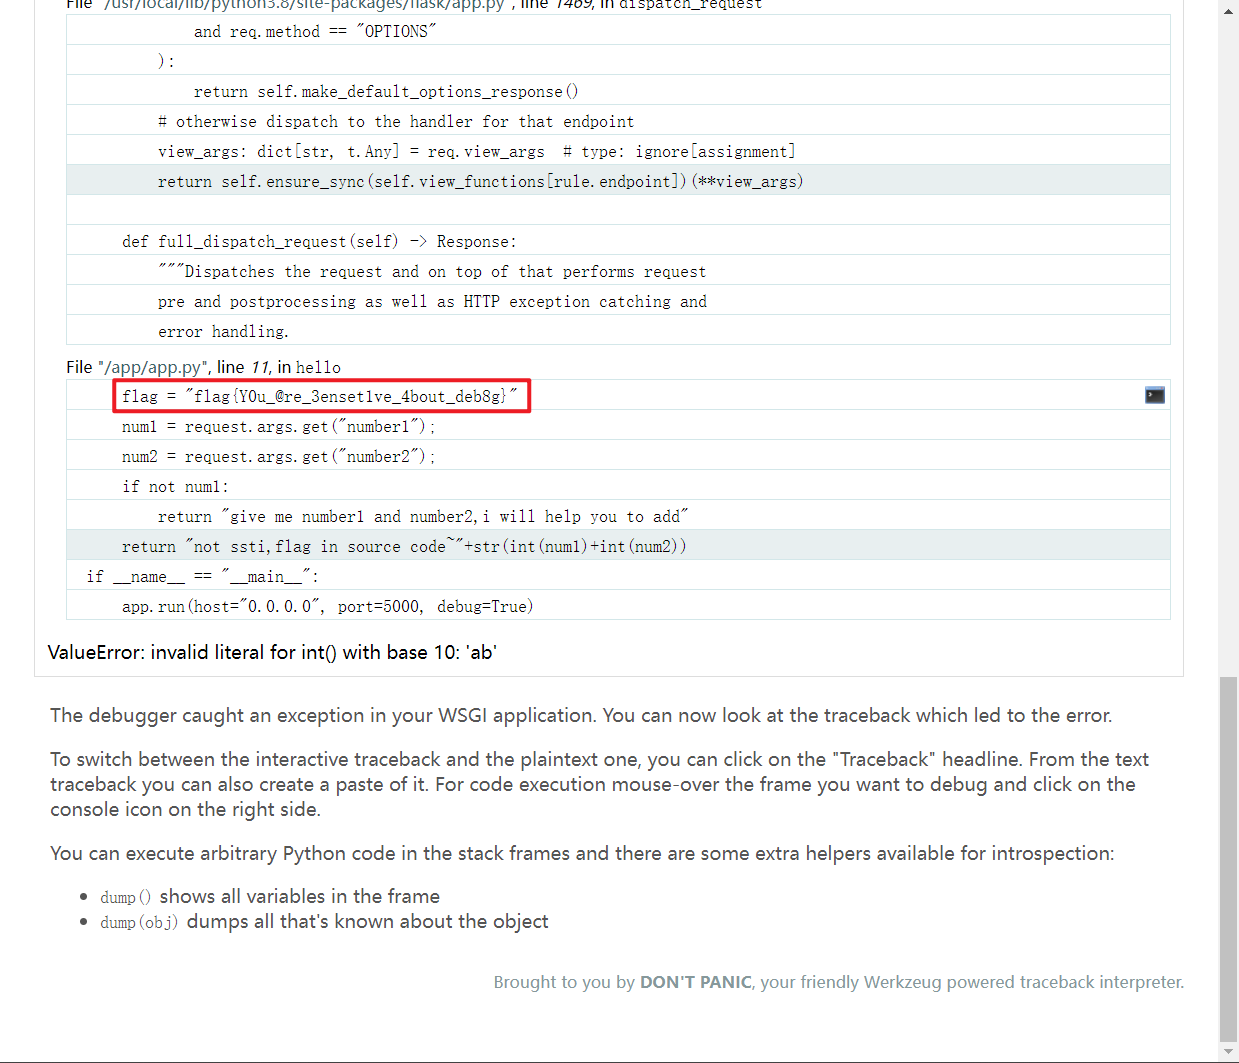 File "/usr/local/lib/python3.8/site-packages/flask/app.py", line 1469, in dispatch_request
and req.method == "OPTIONS"
):
return self.make_default_options_response()
# otherwise dispatch to the handler for that endpoint
view_args: dict[str, t.Any] = req.view_args  # type: ignore[assignment]
return self.ensure_sync(self.view_functions[rule.endpoint])(**view_args)
def full_dispatch_request(self) -> Response:
"""Dispatches the request and on top of that performs request
pre and postprocessing as well as HTTP exception catching and
error handling.
File "/app/app.py", line 11, in hello
flag = "flag{Y0u_@re_3enset1ve_4bout_deb8g}"
num1 = request.args.get("number1");
num2 = request.args.get("number2");
if not num1:
return "give me number1 and number2,i will help you to add"
return "not ssti,flag in source code~"+str(int(num1)+int(num2))
if __name__ == "__main__":
app.run(host="0.0.0.0", port=5000, debug=True)
ValueError: invalid literal for int() with base 10: 'ab'
The debugger caught an exception in your WSGI application. You can now look at the traceback which led to the error.
To switch between the interactive traceback and the plaintext one, you can click on the "Traceback" headline. From the text
traceback you can also create a paste of it. For code execution mouse-over the frame you want to debug and click on the
console icon on the right side.
You can execute arbitrary Python code in the stack frames and there are some extra helpers available for introspection:
• dump() shows all variables in the frame
• dump(obj) dumps all that's known about the object
Brought to you by DON'T PANIC, your friendly Werkzeug powered traceback interpreter.